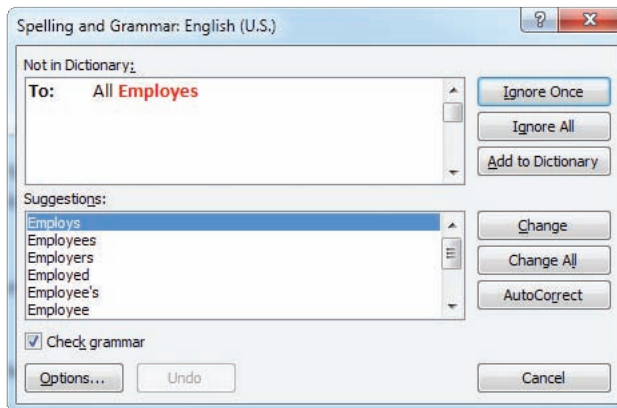 Spelling and Grammar: English (U.S.)
Not in Dictionary:
To: All Employes
Ignore Once
Ignore All
Add to Dictionary
Suggestions:
Employs
Employees
Employers
Employed
Employee's
Employee
Change
Change All
AutoCorrect
Check grammar
Options...
Undo
Cancel